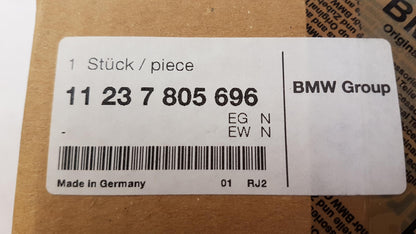 1 Stück / piece
11 23 7 805 696
BMW Group
EG N
- EW N
Made in Germany 01 RJ2